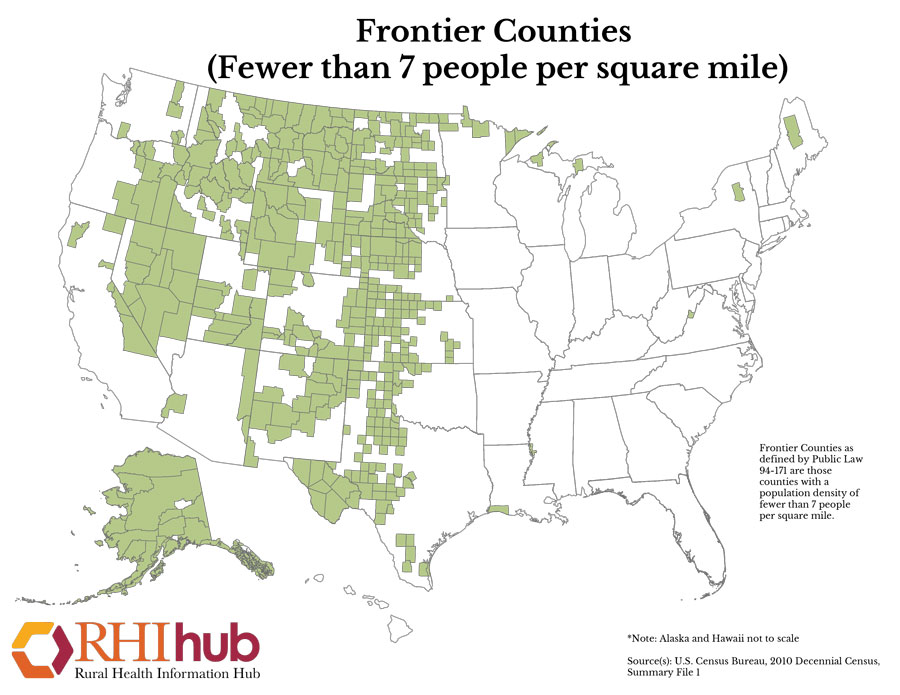 Frontier Counties
(Fewer than 7 people per square mile)
Frontier Counties as
defined by Public Law
94-171 are those
counties with a
population density of
fewer than 7 people
per square mile.
RHIhub
Rural Health Information Hub
*Note: Alaska and Hawaii not to scale
Source(s): U.S. Census Bureau, 2010 Decennial Census,
Summary File 1